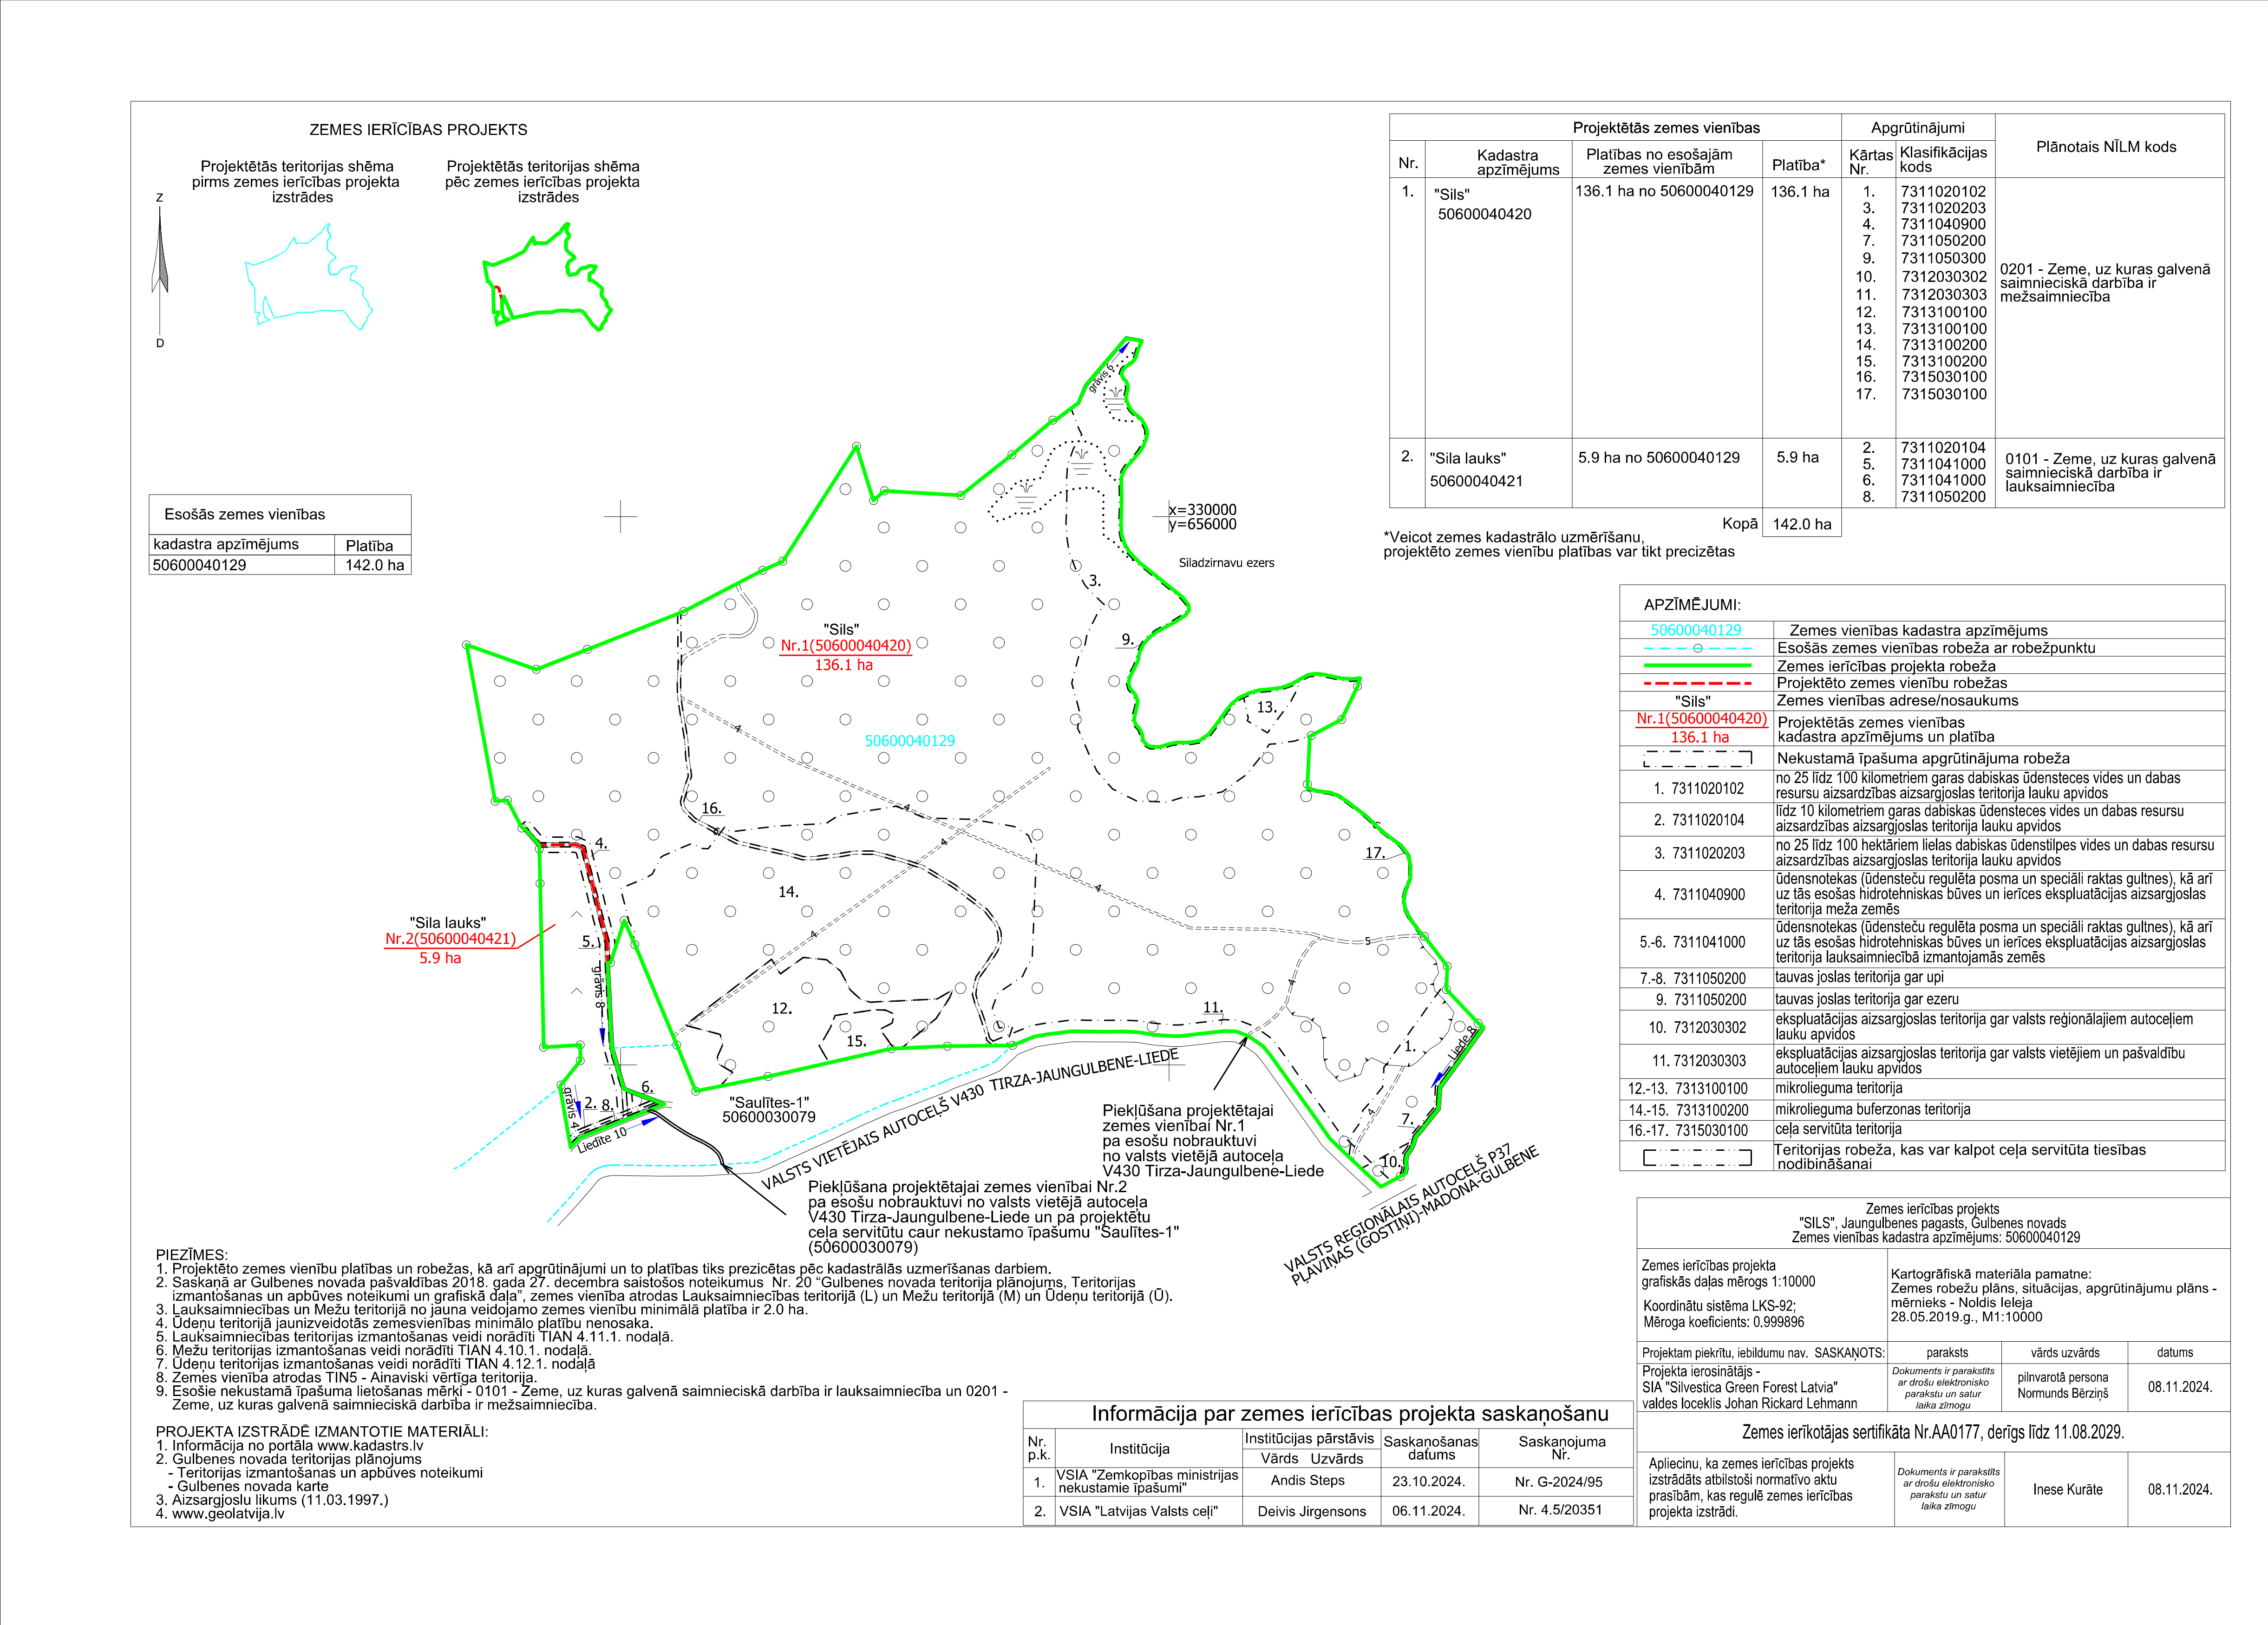 ZEMES IERĪCĪBAS PROJEKTS
Projektētās teritorijas shēma
pirms zemes ierīcības projekta
izstrādes
Projektētās teritorijas shēma
pēc zemes ierīcības projekta
izstrādes
Z
D
Esošās zemes vienības
kadastra apzīmējums Platība
50600040129 142.0 ha
Projektētās zemes vienības Apgrūtinājumi Plānotais NĪLM kods
Nr. Kadastra apzīmējums Platības no esošajām zemes vienībām Platība* Kārtas Nr. Klasifikācijas kods
1. "Sils" 50600040420 136.1 ha no 50600040129 136.1 ha
1. 7311020102
3. 7311020203
4. 7311040900
7. 7311050200
9. 7311050300
10. 7312030302
11. 7312030303
12. 7313100100
13. 7313100100
14. 7313100200
15. 7313100200
16. 7315030100
17. 7315030100
0201 - Zeme, uz kuras galvenā
saimnieciskā darbība ir
mežsaimniecība
2. "Sila lauks" 50600040421 5.9 ha no 50600040129 5.9 ha
2. 7311020104
5. 7311041000
6. 7311041000
8. 7311050200
0101 - Zeme, uz kuras galvenā
saimnieciskā darbība ir
lauksaimniecība
Kopā 142.0 ha
*Veicot zemes kadastrālo uzmērīšanu,
projektēto zemes vienību platības var tikt precizētas
grāvis 6
x=330000
y=656000
Siladzirnavu ezers
3.
9.
"Sils"
Nr.1(50600040420)
136.1 ha
13.
4
50600040129
16.
6
4
4
4.
17.
14.
4
"Sila lauks"
Nr.2(50600040421)
5.9 ha
5.
4
5
grāvis 8
4
12.
11.
15.
1.
Liede 8
6.
grāvis 4
2. 8.
Liedīte 10
"Saulītes-1"
50600030079
4
7.
10.
VALSTS VIETĒJAIS AUTOCEĻŠ V430 TIRZA-JAUNGULBENE-LIEDE
Piekļūšana projektētajai
zemes vienībai Nr.1
pa esošu nobrauktuvi
no valsts vietējā autoceļa
V430 Tirza-Jaungulbene-Liede
Piekļūšana projektētajai zemes vienībai Nr.2
pa esošu nobrauktuvi no valsts vietējā autoceļa
V430 Tirza-Jaungulbene-Liede un pa projektētu
ceļa servitūtu caur nekustamo īpašumu "Saulītes-1"
(50600030079)
VALSTS REĢIONĀLAIS AUTOCEĻŠ P37
PĻAVIŅAS (GOSTIŅI)-MADONA-GULBENE
APZĪMĒJUMI:
50600040129 Zemes vienības kadastra apzīmējums
Esošās zemes vienības robeža ar robežpunktu
Zemes ierīcības projekta robeža
Projektēto zemes vienību robežas
"Sils" Zemes vienības adrese/nosaukums
Nr.1(50600040420) Projektētās zemes vienības
136.1 ha kadastra apzīmējums un platība
Nekustamā īpašuma apgrūtinājuma robeža
1. 7311020102 no 25 līdz 100 kilometriem garas dabiskas ūdensteces vides un dabas
resursu aizsardzības aizsargjoslas teritorija lauku apvidos
2. 7311020104 līdz 10 kilometriem garas dabiskas ūdensteces vides un dabas resursu
aizsardzības aizsargjoslas teritorija lauku apvidos
3. 7311020203 no 25 līdz 100 hektāriem lielas dabiskas ūdenstilpes vides un dabas resursu
aizsardzības aizsargjoslas teritorija lauku apvidos
4. 7311040900 ūdensnotekas (ūdensteču regulēta posma un speciāli raktas gultnes), kā arī
uz tās esošas hidrotehniskas būves un ierīces ekspluatācijas aizsargjoslas
teritorija meža zemēs
5.-6. 7311041000 ūdensnotekas (ūdensteču regulēta posma un speciāli raktas gultnes), kā arī
uz tās esošas hidrotehniskas būves un ierīces ekspluatācijas aizsargjoslas
teritorija lauksaimniecībā izmantojamās zemēs
7.-8. 7311050200 tauvas joslas teritorija gar upi
9. 7311050200 tauvas joslas teritorija gar ezeru
10. 7312030302 ekspluatācijas aizsargjoslas teritorija gar valsts reģionālajiem autoceļiem
lauku apvidos
11. 7312030303 ekspluatācijas aizsargjoslas teritorija gar valsts vietējiem un pašvaldību
autoceļiem lauku apvidos
12.-13. 7313100100 mikrolieguma teritorija
14.-15. 7313100200 mikrolieguma buferzonas teritorija
16.-17. 7315030100 ceļa servitūta teritorija
Teritorijas robeža, kas var kalpot ceļa servitūta tiesības
nodibināšanai
PIEZĪMES:
1. Projektēto zemes vienību platības un robežas, kā arī apgrūtinājumi un to platības tiks precizētas pēc kadastrālās uzmerīšanas darbiem.
2. Saskaņā ar Gulbenes novada pašvaldības 2018. gada 27. decembra saistošos noteikumus Nr. 20 "Gulbenes novada teritorija plānojums, Teritorijas
izmantošanas un apbūves noteikumi un grafiskā daļa", zemes vienība atrodas Lauksaimniecības teritorijā (L) un Mežu teritorijā (M) un Ūdeņu teritorijā (Ū).
3. Lauksaimniecības un Mežu teritorijā no jauna veidojamo zemes vienību minimālā platība ir 2.0 ha.
4. Ūdeņu teritorijā jaunizveidotās zemesvienības minimālo platību nenosaka.
5. Lauksaimniecības teritorijas izmantošanas veidi norādīti TIAN 4.11.1. nodaļā.
6. Mežu teritorijas izmantošanas veidi norādīti TIAN 4.10.1. nodaļā.
7. Ūdeņu teritorijas izmantošanas veidi norādīti TIAN 4.12.1. nodaļā
8. Zemes vienība atrodas TIN5 - Ainaviski vērtīga teritorija.
9. Esošie nekustamā īpašuma lietošanas mērķi - 0101 - Zeme, uz kuras galvenā saimnieciskā darbība ir lauksaimniecība un 0201 -
Zeme, uz kuras galvenā saimnieciskā darbība ir mežsaimniecība.
PROJEKTA IZSTRĀDĒ IZMANTOTIE MATERIĀLI:
1. Informācija no portāla www.kadastrs.lv
2. Gulbenes novada teritorijas plānojums
- Teritorijas izmantošanas un apbūves noteikumi
- Gulbenes novada karte
3. Aizsargjoslu likums (11.03.1997.)
4. www.geolatvija.lv
Informācija par zemes ierīcības projekta saskaņošanu
Nr. p.k. Institūcija Institūcijas pārstāvis Vārds Uzvārds Saskaņošanas datums Saskaņojuma Nr.
1. VSIA "Zemkopības ministrijas nekustamie īpašumi" Andis Steps 23.10.2024. Nr. G-2024/95
2. VSIA "Latvijas Valsts ceļi" Deivis Jirgensons 06.11.2024. Nr. 4.5/20351
Zemes ierīcības projekts
"SILS", Jaungulbenes pagasts, Gulbenes novads
Zemes vienības kadastra apzīmējums: 50600040129
Zemes ierīcības projekta
grafiskās daļas mērogs 1:10000
Koordinātu sistēma LKS-92;
Mēroga koeficients: 0.999896
Kartogrāfiskā materiāla pamatne:
Zemes robežu plāns, situācijas, apgrūtinājumu plāns -
mērnieks - Noldis Ieleja
28.05.2019.g., M1:10000
Projektam piekrītu, iebildumu nav. SASKAŅOTS: paraksts vārds uzvārds datums
Projekta ierosinātājs -
SIA "Silvestica Green Forest Latvia"
valdes loceklis Johan Rickard Lehmann
Dokuments ir parakstīts
ar drošu elektronisko
parakstu un satur
laika zīmogu
pilnvarotā persona
Normunds Bērziņš
08.11.2024.
Zemes ierīkotājas sertifikāta Nr.AA0177, derīgs līdz 11.08.2029.
Apliecinu, ka zemes ierīcības projekts
izstrādāts atbilstoši normatīvo aktu
prasībām, kas regulē zemes ierīcības
projekta izstrādi.
Dokuments ir parakstīts
ar drošu elektronisko
parakstu un satur
laika zīmogu
Inese Kurāte
08.11.2024.